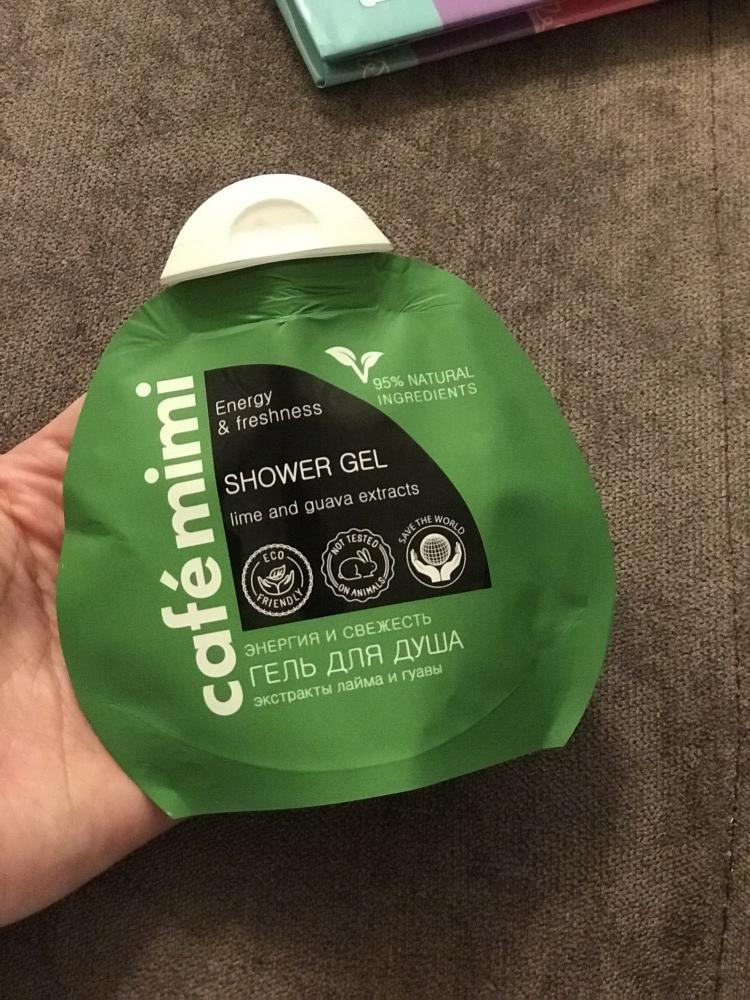 café mimi
95% NATURAL
INGREDIENTS
Energy
& freshness
SHOWER GEL
lime and guava extracts
ECO
FRIENDLY
NOT TESTED
ON ANIMALS
SAVE THE WORLD
ЭНЕРГИЯ И СВЕЖЕСТЬ
ГЕЛЬ ДЛЯ ДУША
экстракты лайма и гуавы